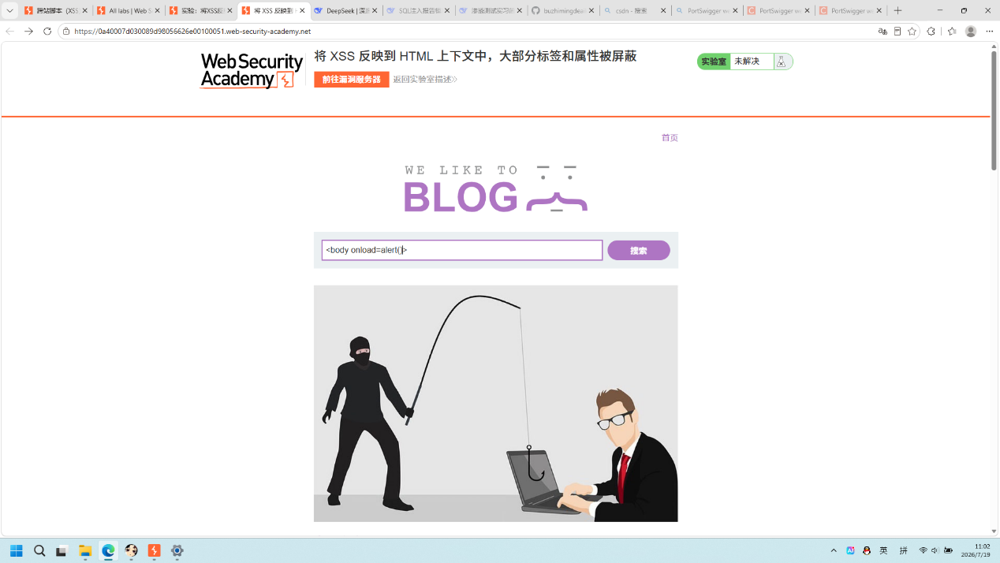 跨站脚本（XSS
All labs | Web S
实验：将XSS反
将 XSS 反映到 H
DeepSeek | 深度
SQL注入报告编
渗透测试实习
buzhimingdea
csdn - 搜索
PortSwigger w
PortSwigger w
PortSwigger w
https://0a40007d030089d98056626e00100051.web-security-academy.net
WebSecurity
Academy
将 XSS 反映到 HTML 上下文中，大部分标签和属性被屏蔽
前往漏洞服务器
返回实验室描述
实验室
未解决
首页
WE LIKE TO
BLOG
<body onload=alert()>
搜索
英
拼
11:02
2026/7/19